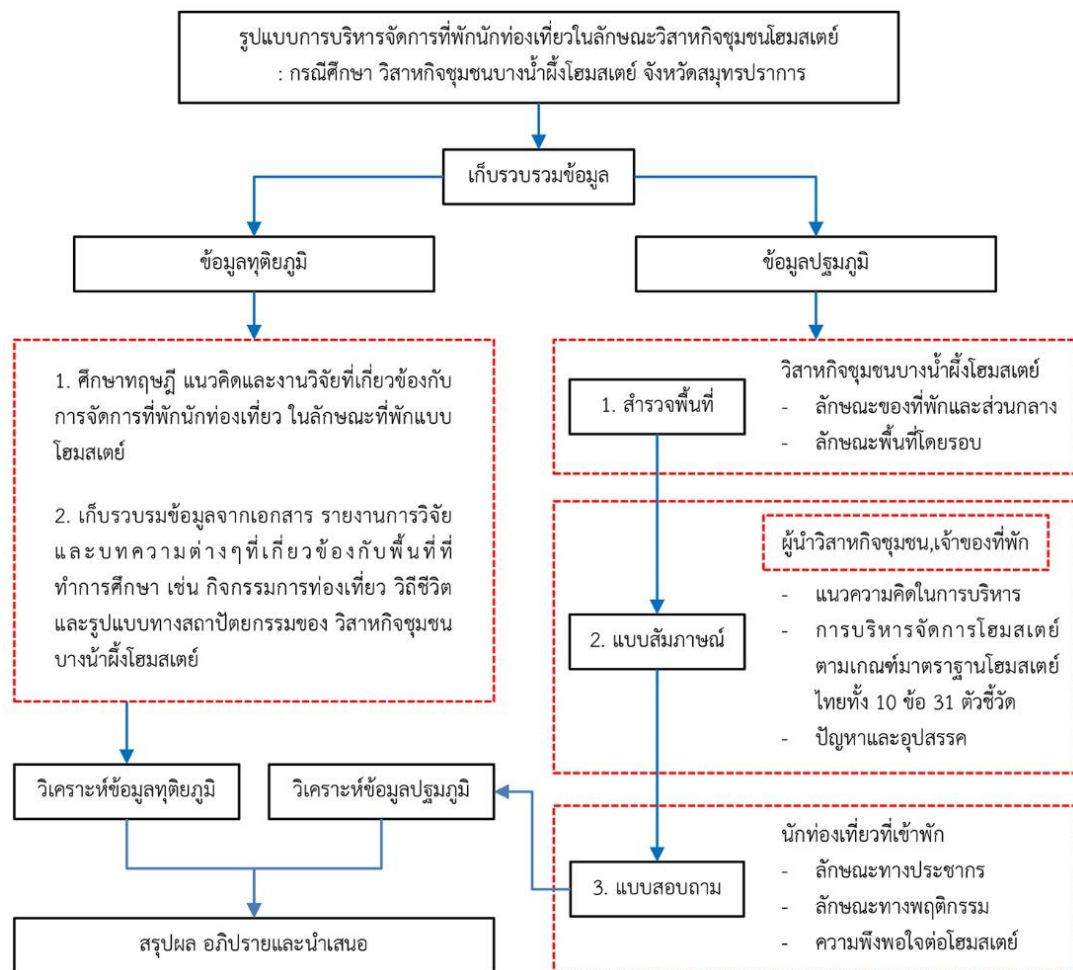 รูปแบบการบริหารจัดการที่พักนักท่องเที่ยวในลักษณะวิสาหกิจชุมชนโฮมสเตย์
: กรณีศึกษา วิสาหกิจชุมชนบางน้ำผึ้งโฮมสเตย์ จังหวัดสมุทรปราการ
เก็บรวบรวมข้อมูล
ข้อมูลทุติยภูมิ
ข้อมูลปฐมภูมิ
1. ศึกษาทฤษฎี แนวคิดและงานวิจัยที่เกี่ยวข้องกับ
การจัดการที่พักนักท่องเที่ยว ในลักษณะที่พักแบบ
โฮมสเตย์
2. เก็บรวบรมข้อมูลจากเอกสาร รายงานการวิจัย
และบทความต่างๆที่เกี่ยวข้องกับพื้นที่ที่
ทำการศึกษา เช่น กิจกรรมการท่องเที่ยว วิถีชีวิต
และรูปแบบทางสถาปัตยกรรมของ วิสาหกิจชุมชน
บางน้ำผึ้งโฮมสเตย์
1. สำรวจพื้นที่
วิสาหกิจชุมชนบางน้ำผึ้งโฮมสเตย์
- ลักษณะของที่พักและส่วนกลาง
- ลักษณะพื้นที่โดยรอบ
2. แบบสัมภาษณ์
ผู้นำวิสาหกิจชุมชน,เจ้าของที่พัก
- แนวความคิดในการบริหาร
- การบริหารจัดการโฮมสเตย์
ตามเกณฑ์มาตราฐานโฮมสเตย์
ไทยทั้ง 10 ข้อ 31 ตัวชี้วัด
- ปัญหาและอุปสรรค
3. แบบสอบถาม
นักท่องเที่ยวที่เข้าพัก
- ลักษณะทางประชากร
- ลักษณะทางพฤติกรรม
- ความพึงพอใจต่อโฮมสเตย์
วิเคราะห์ข้อมูลทุติยภูมิ
วิเคราะห์ข้อมูลปฐมภูมิ
สรุปผล อภิปรายและนำเสนอ